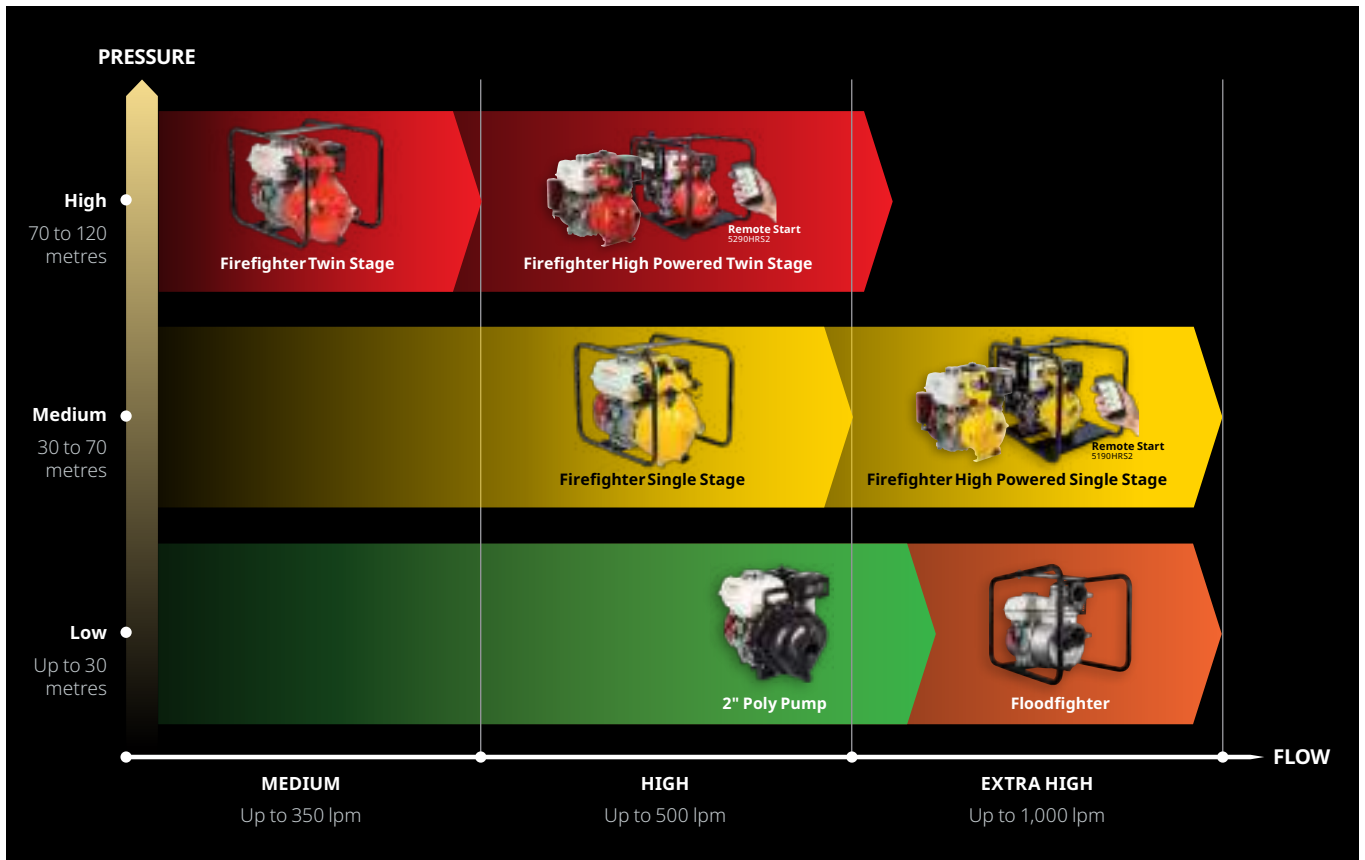 PRESSURE
High
70 to 120
metres
Remote Start
5290HRS2
Firefighter Twin Stage
Firefighter High Powered Twin Stage
Medium
30 to 70
metres
Remote Start
5190HRS2
Firefighter Single Stage
Firefighter High Powered Single Stage
Low
Up to 30
metres
2" Poly Pump
Floodfighter
FLOW
MEDIUM
HIGH
EXTRA HIGH
Up to 350 lpm
Up to 500 lpm
Up to 1,000 lpm